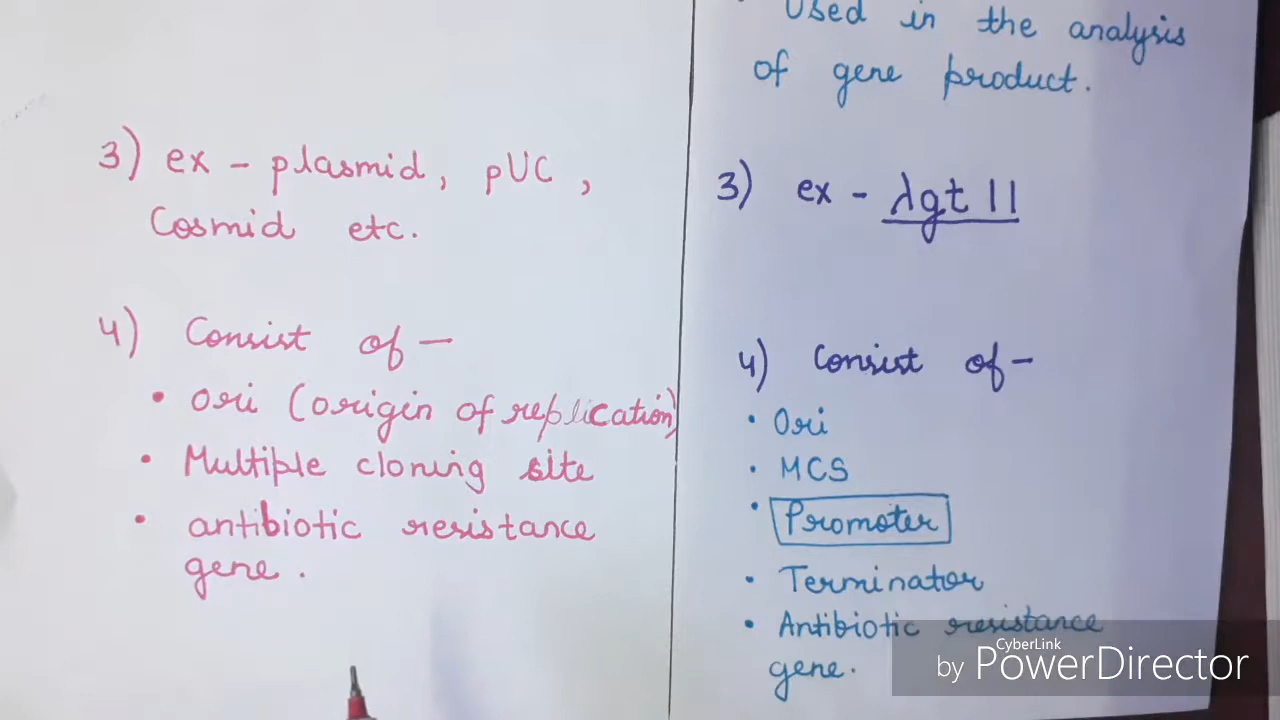 3) ex - plasmid, pUC,
Cosmid etc.
4) Consist of -
• Ori (origin of replication)
• Multiple cloning site
• antibiotic resistance
gene.
Used in the analysis
of gene product.
3) ex - λgt 11
4) Consist of -
• Ori
• MCS
• Promoter
• Terminator
• Antibiotic resistance
gene.
CyberLink
by PowerDirector